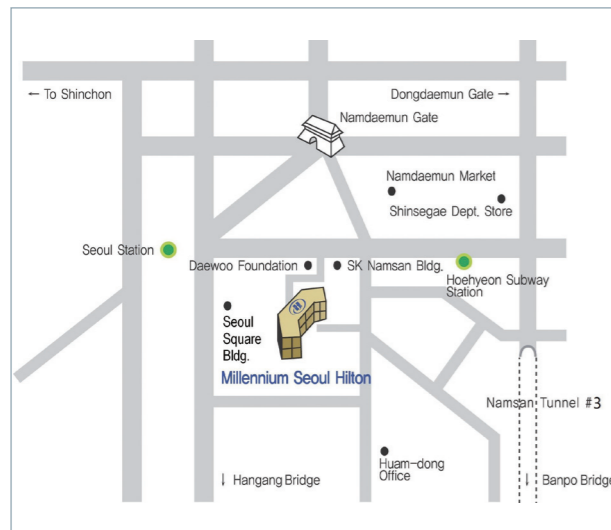 ← To Shinchon
Dongdaemun Gate →
Namdaemun Gate
Namdaemun Market
Shinsegae Dept. Store
Seoul Station
Daewoo Foundation
SK Namsan Bldg.
Hoehyeon Subway
Station
Seoul
Square
Bldg.
Millennium Seoul Hilton
Namsan Tunnel #3
Huam-dong
Office
↓ Hangang Bridge
↓ Banpo Bridge